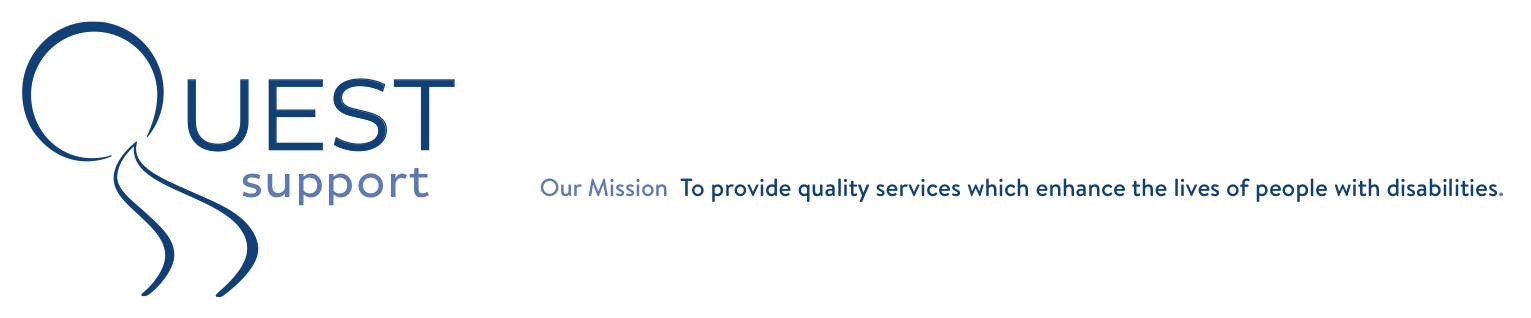 QUEST
support
Our Mission To provide quality services which enhance the lives of people with disabilities.